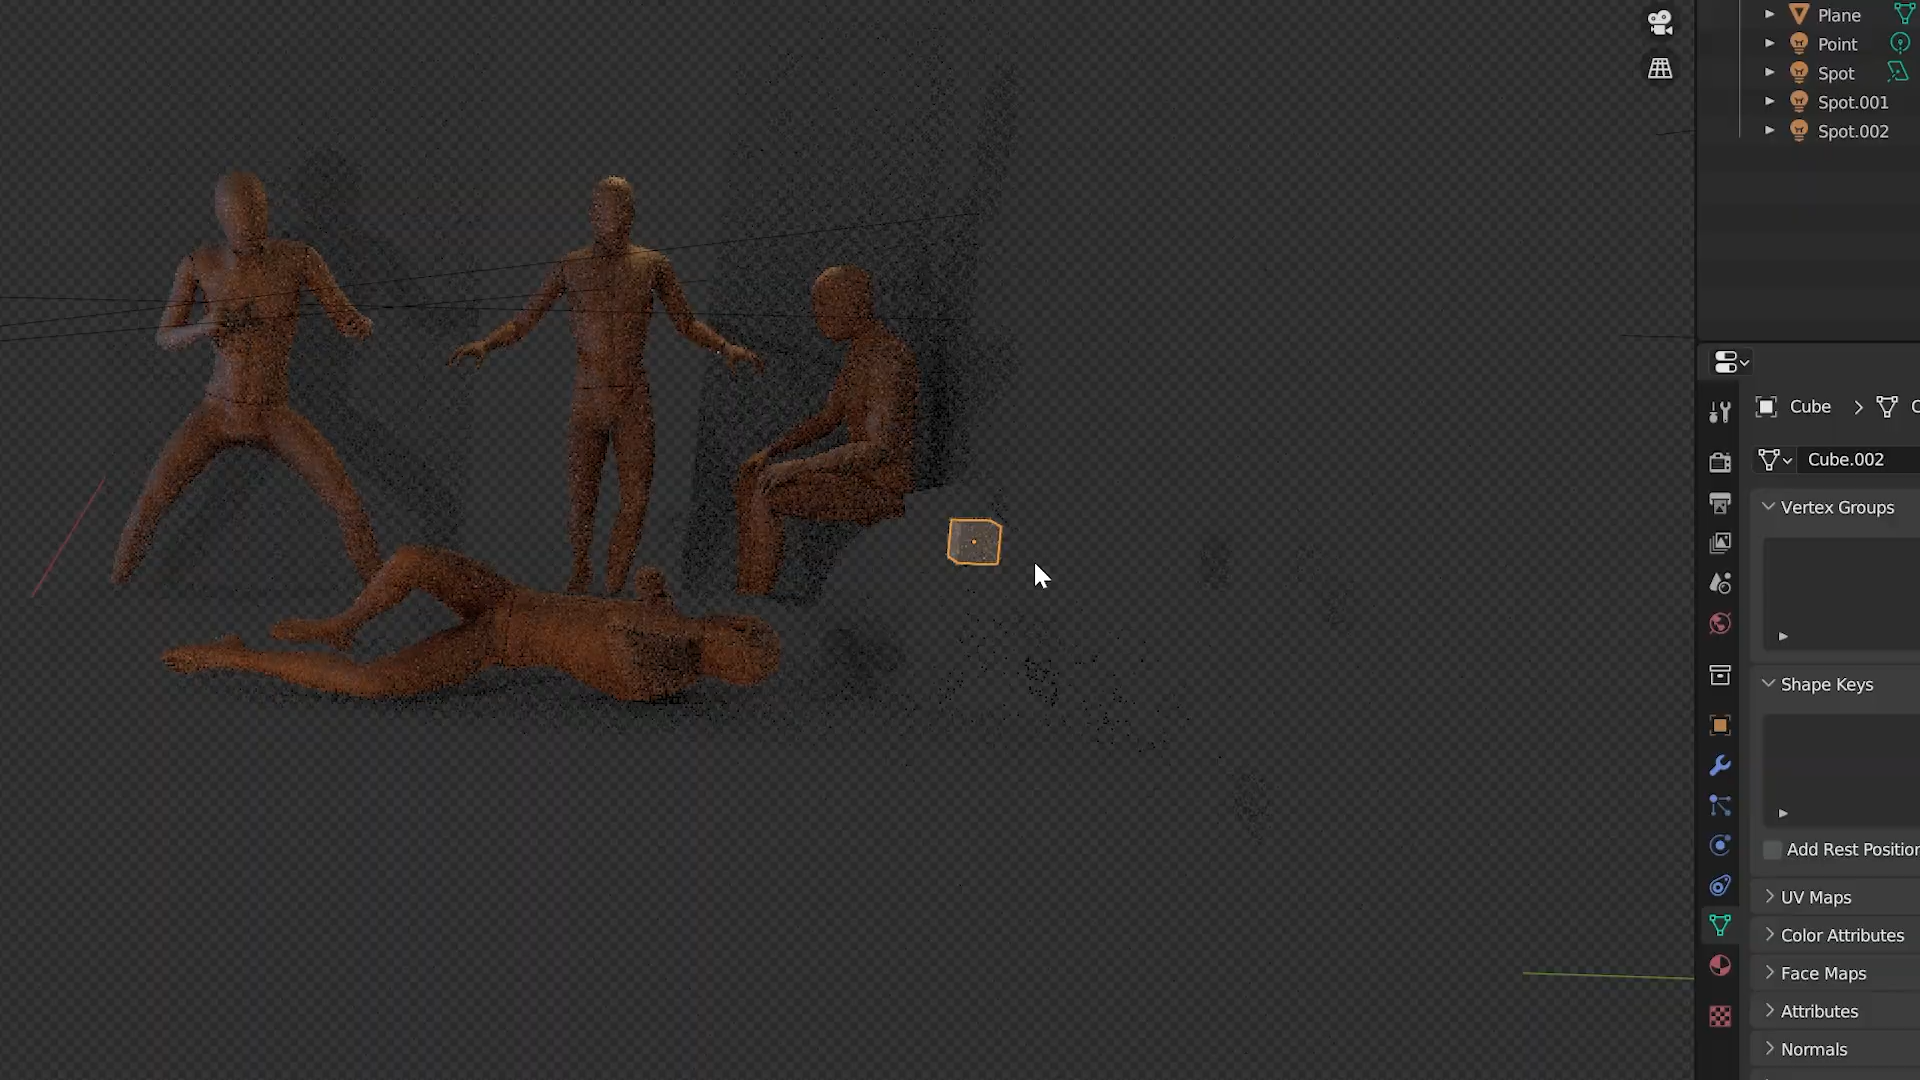 Plane
Point
Spot
Spot.001
Spot.002
Cube
Cube.002
Vertex Groups
Shape Keys
Add Rest Position
UV Maps
Color Attributes
Face Maps
Attributes
Normals